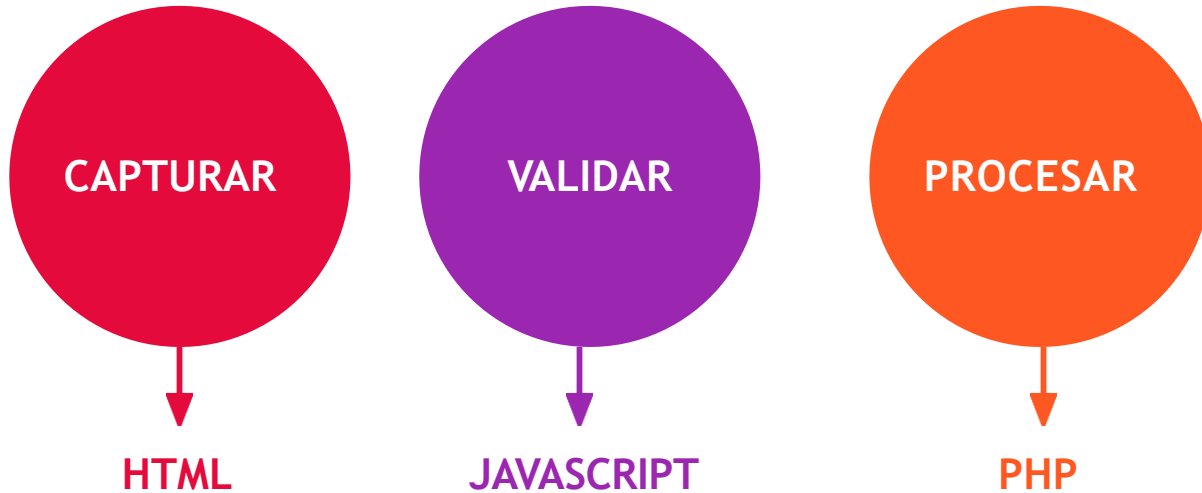 CAPTURAR
VALIDAR
PROCESAR
HTML
JAVASCRIPT
PHP